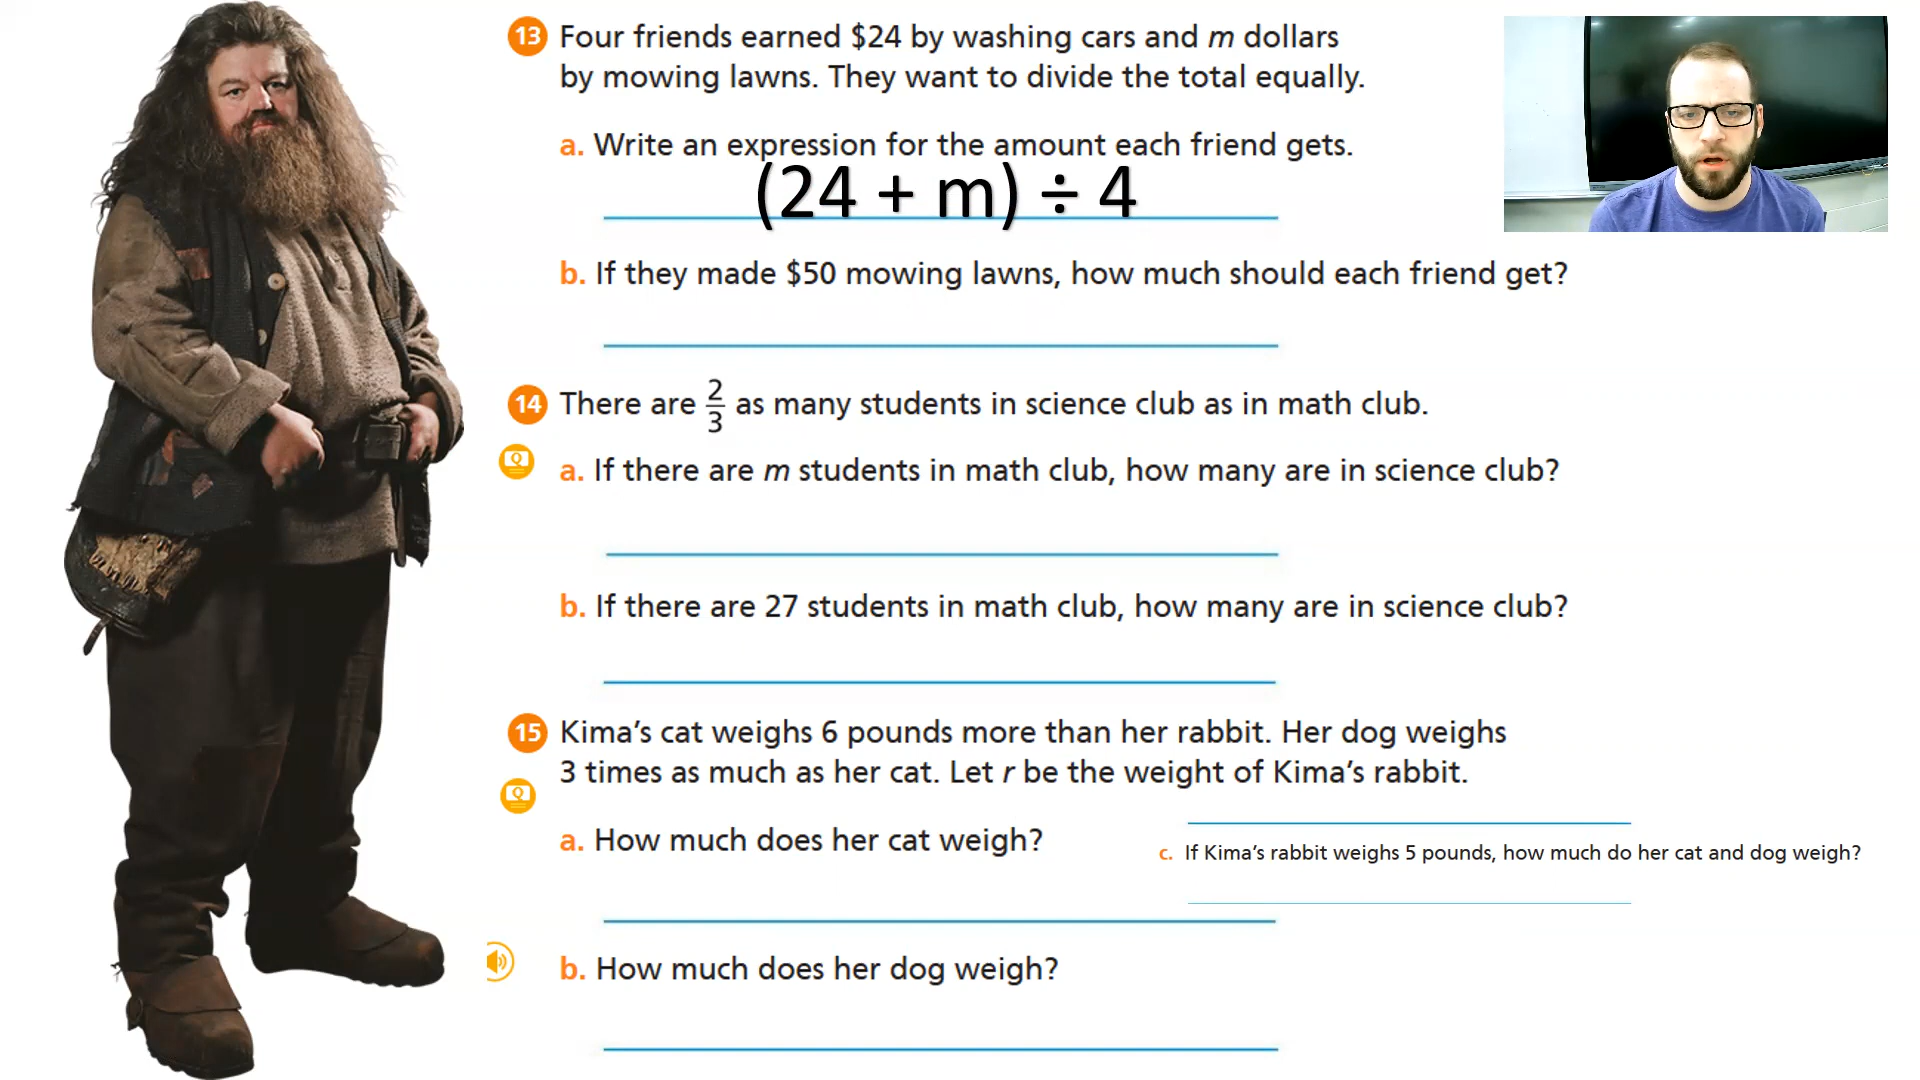 13 Four friends earned $24 by washing cars and m dollars
by mowing lawns. They want to divide the total equally.
a. Write an expression for the amount each friend gets.
(24 + m) ÷ 4
b. If they made $50 mowing lawns, how much should each friend get?
14 There are 2/3 as many students in science club as in math club.
Q
a. If there are m students in math club, how many are in science club?
b. If there are 27 students in math club, how many are in science club?
15 Kima’s cat weighs 6 pounds more than her rabbit. Her dog weighs
3 times as much as her cat. Let r be the weight of Kima’s rabbit.
Q
a. How much does her cat weigh?
c. If Kima’s rabbit weighs 5 pounds, how much do her cat and dog weigh?
b. How much does her dog weigh?